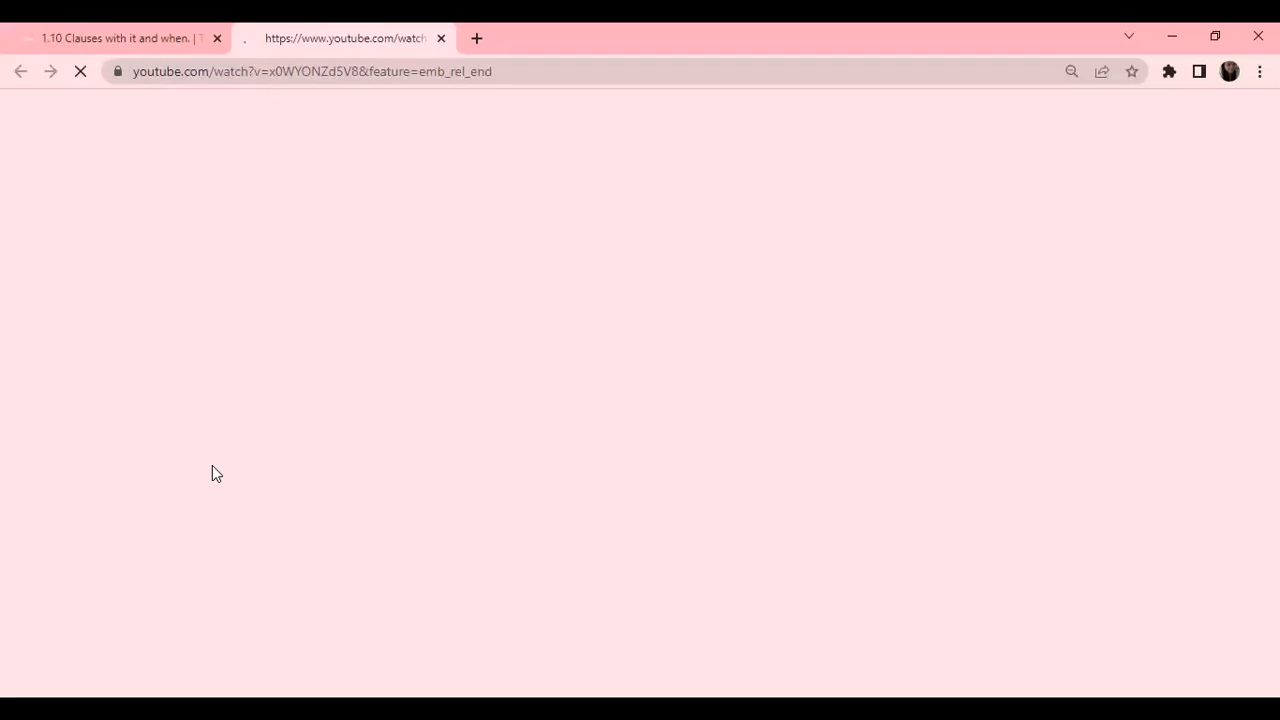 1.10 Clauses with it and when. | T
https://www.youtube.com/watch
youtube.com/watch?v=x0WYONZd5V8&feature=emb_rel_end